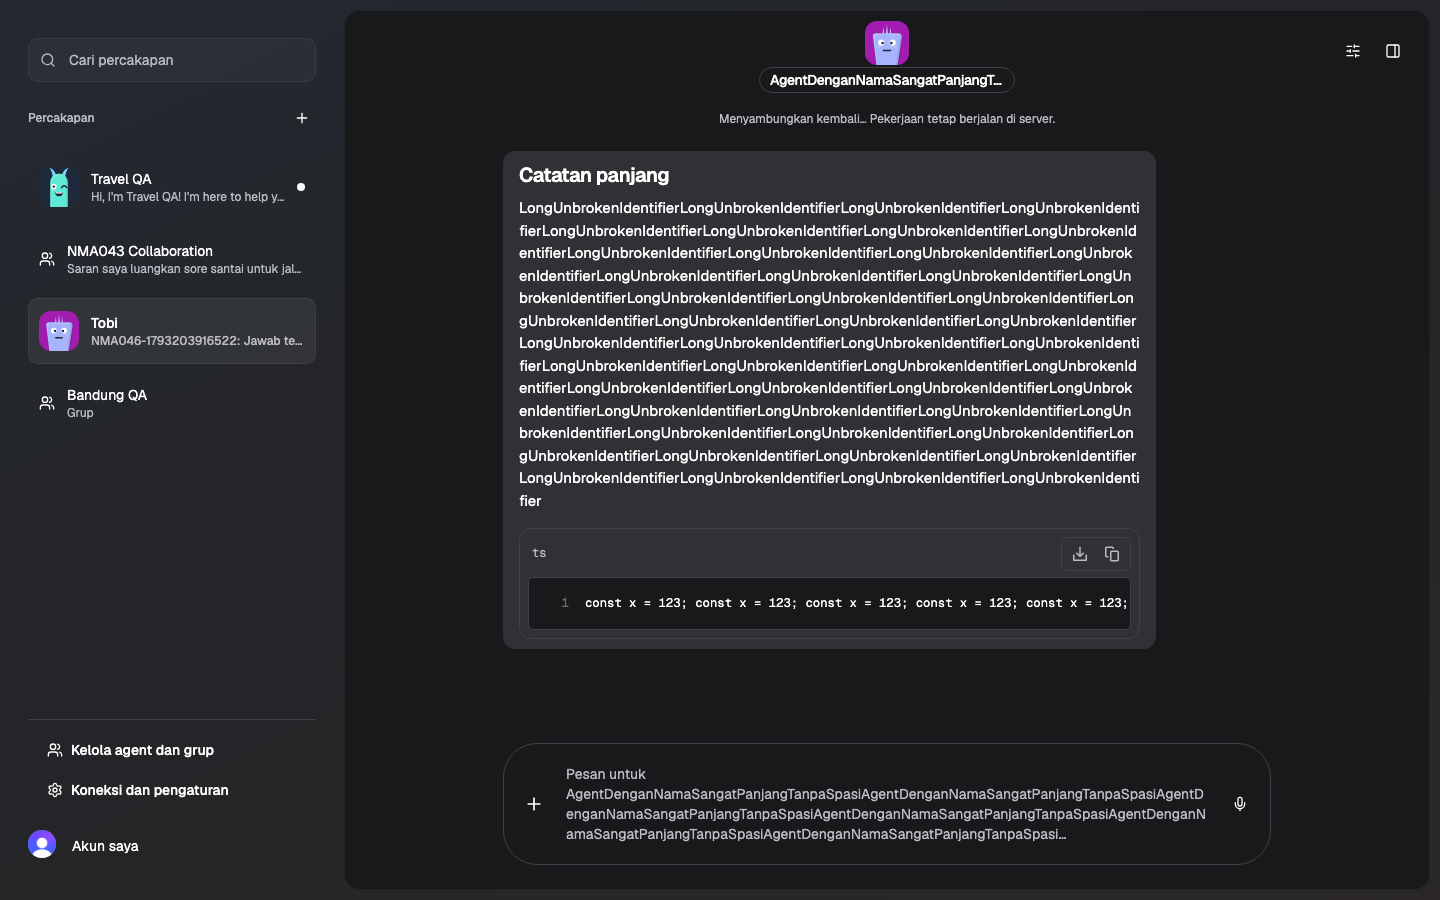 Cari percakapan
Percakapan
Travel QA
Hi, I'm Travel QA! I'm here to help y...
NMA043 Collaboration
Saran saya luangkan sore santai untuk jal...
Tobi
NMA046-1793203916522: Jawab te...
Bandung QA
Grup
Kelola agent dan grup
Koneksi dan pengaturan
Akun saya
AgentDenganNamaSangatPanjangT...
Menyambungkan kembali... Pekerjaan tetap berjalan di server.
Catatan panjang
LongUnbrokenIdentifierLongUnbrokenIdentifierLongUnbrokenIdentifierLongUnbrokenIdenti
fierLongUnbrokenIdentifierLongUnbrokenIdentifierLongUnbrokenIdentifierLongUnbrokenId
entifierLongUnbrokenIdentifierLongUnbrokenIdentifierLongUnbrokenIdentifierLongUnbrok
enIdentifierLongUnbrokenIdentifierLongUnbrokenIdentifierLongUnbrokenIdentifierLongUn
brokenIdentifierLongUnbrokenIdentifierLongUnbrokenIdentifierLongUnbrokenIdentifierLon
gUnbrokenIdentifierLongUnbrokenIdentifierLongUnbrokenIdentifierLongUnbrokenIdentifier
LongUnbrokenIdentifierLongUnbrokenIdentifierLongUnbrokenIdentifierLongUnbrokenIdenti
fierLongUnbrokenIdentifierLongUnbrokenIdentifierLongUnbrokenIdentifierLongUnbrokenId
entifierLongUnbrokenIdentifierLongUnbrokenIdentifierLongUnbrokenIdentifierLongUnbrok
enIdentifierLongUnbrokenIdentifierLongUnbrokenIdentifierLongUnbrokenIdentifierLongUn
brokenIdentifierLongUnbrokenIdentifierLongUnbrokenIdentifierLongUnbrokenIdentifierLon
gUnbrokenIdentifierLongUnbrokenIdentifierLongUnbrokenIdentifierLongUnbrokenIdentifier
LongUnbrokenIdentifierLongUnbrokenIdentifierLongUnbrokenIdentifierLongUnbrokenIdenti
fier
ts
1 const x = 123; const x = 123; const x = 123; const x = 123; const x = 123;
Pesan untuk
AgentDenganNamaSangatPanjangTanpaSpasiAgentDenganNamaSangatPanjangTanpaSpasiAgentD
enganNamaSangatPanjangTanpaSpasiAgentDenganNamaSangatPanjangTanpaSpasiAgentDenganN
amaSangatPanjangTanpaSpasiAgentDenganNamaSangatPanjangTanpaSpasi...